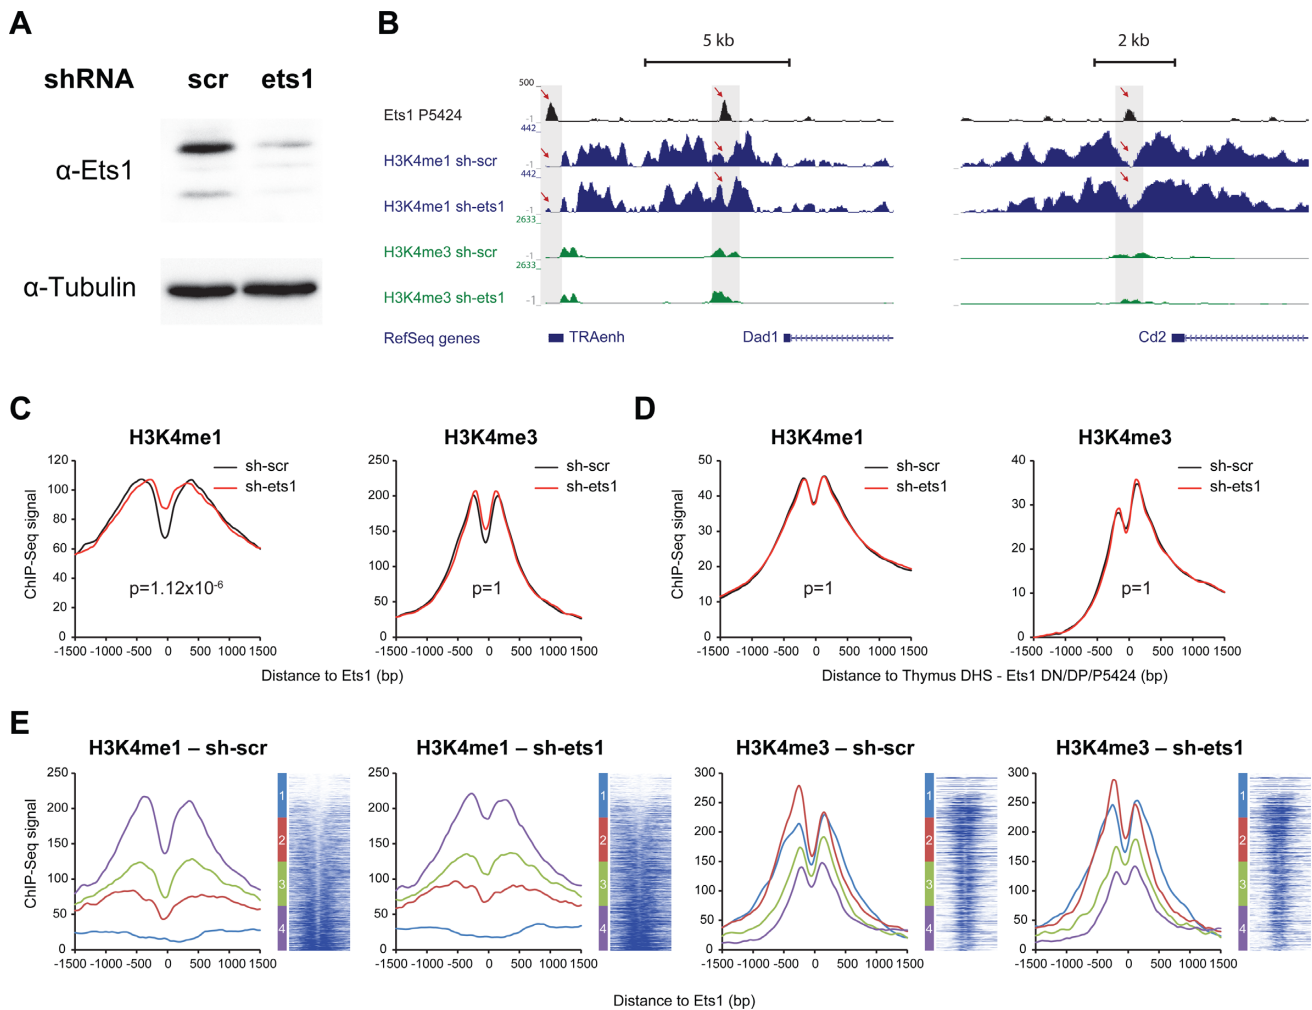 A
shRNA scr ets1
α-Ets1
α-Tubulin
B
5 kb 2 kb
500
Ets1 P5424
-1
442
H3K4me1 sh-scr
-1
442
H3K4me1 sh-ets1
-1
2633
H3K4me3 sh-scr
-1
2633
H3K4me3 sh-ets1
-1
RefSeq genes TRAenh Dad1 Cd2
C
H3K4me1
ChIP-Seq signal
120
100
80
60
40
20
0
sh-scr
sh-ets1
p=1.12x10-6
-1500 -1000 -500 0 500 1000 1500
H3K4me3
250
200
150
100
50
0
sh-scr
sh-ets1
p=1
-1500 -1000 -500 0 500 1000 1500
Distance to Ets1 (bp)
D
H3K4me1
ChIP-Seq signal
50
40
30
20
10
0
sh-scr
sh-ets1
p=1
-1500 -1000 -500 0 500 1000 1500
H3K4me3
40
30
20
10
0
sh-scr
sh-ets1
p=1
-1500 -1000 -500 0 500 1000 1500
Distance to Thymus DHS - Ets1 DN/DP/P5424 (bp)
E
H3K4me1 – sh-scr
ChIP-Seq signal
250
200
150
100
50
0
-1500 -1000 -500 0 500 1000 1500
1
2
3
4
H3K4me1 – sh-ets1
250
200
150
100
50
0
-1500 -1000 -500 0 500 1000 1500
1
2
3
4
H3K4me3 – sh-scr
300
250
200
150
100
50
0
-1500 -1000 -500 0 500 1000 1500
1
2
3
4
H3K4me3 – sh-ets1
300
250
200
150
100
50
0
-1500 -1000 -500 0 500 1000 1500
1
2
3
4
Distance to Ets1 (bp)